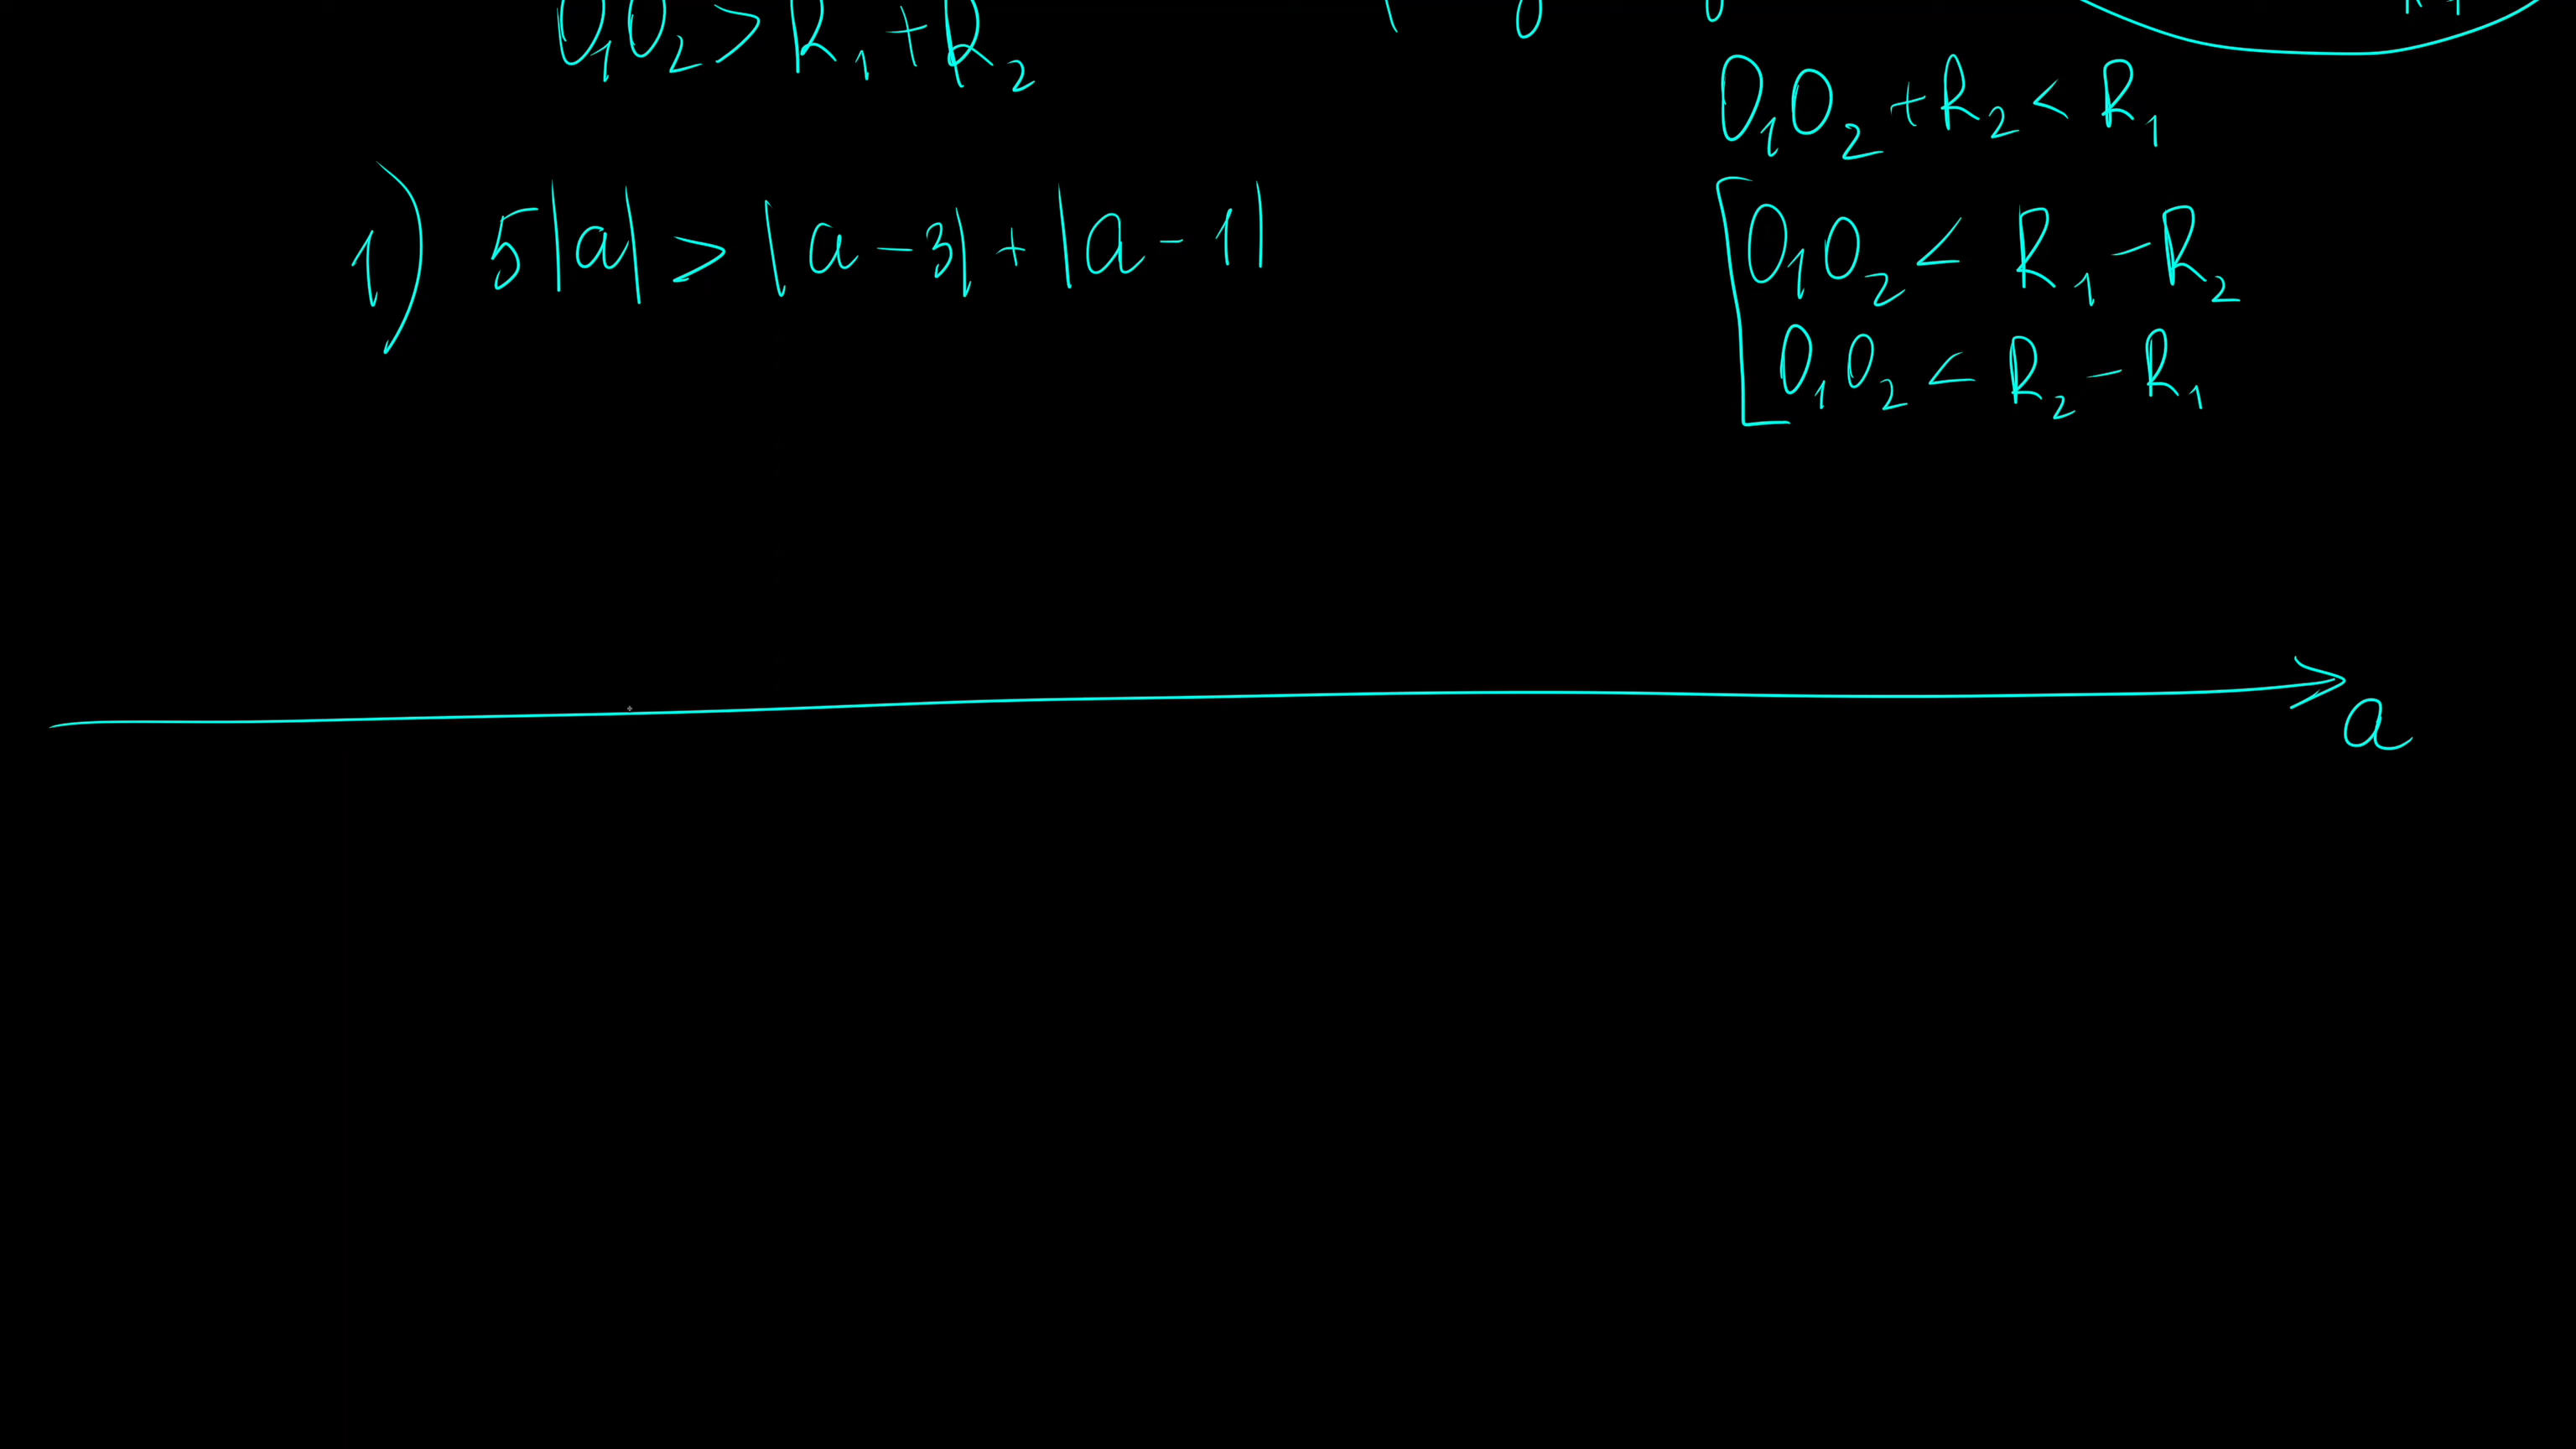 O₁O₂ > R₁ + R₂
O₁O₂ + R₂ < R₁
1) 5|a| > |a - 3| + |a - 1|
O₁O₂ < R₁ - R₂
O₁O₂ < R₂ - R₁
a